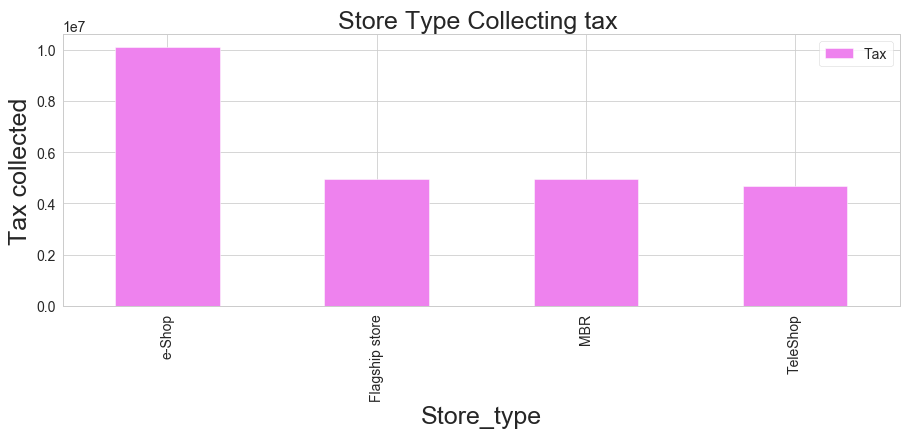 Store Type Collecting tax
1e7
Tax
1.0
0.8
0.6
0.4
0.2
0.0
Tax collected
e-Shop
Flagship store
MBR
TeleShop
Store_type